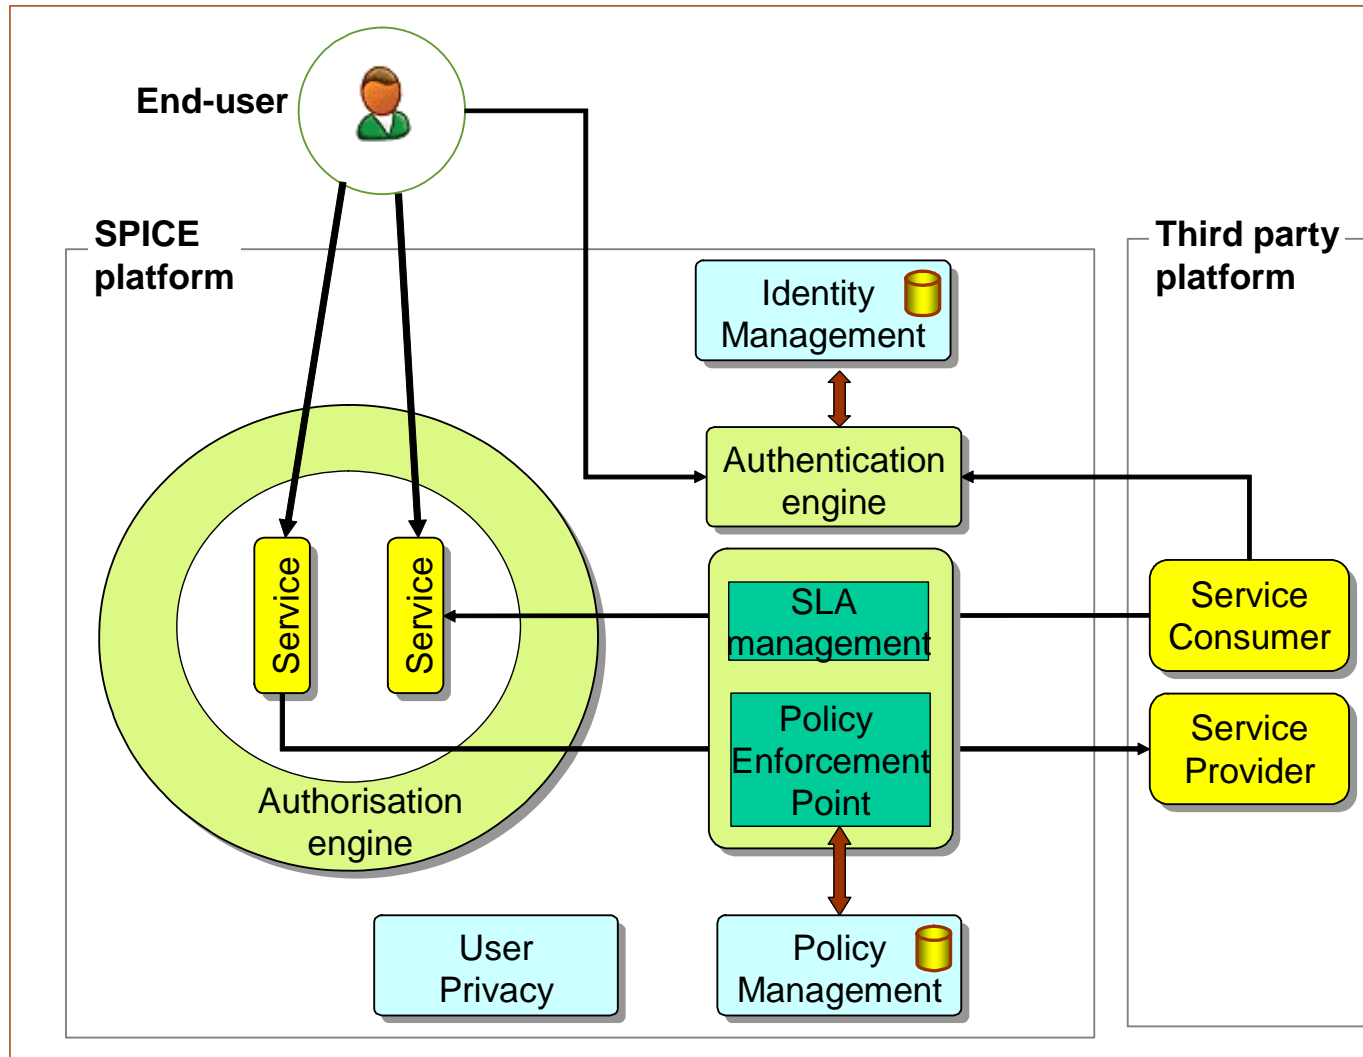 End-user
SPICE
platform
Third party
platform
Identity
Management
Authentication
engine
Service
Service
SLA
management
Service
Consumer
Policy
Enforcement
Point
Service
Provider
Authorisation
engine
User
Privacy
Policy
Management